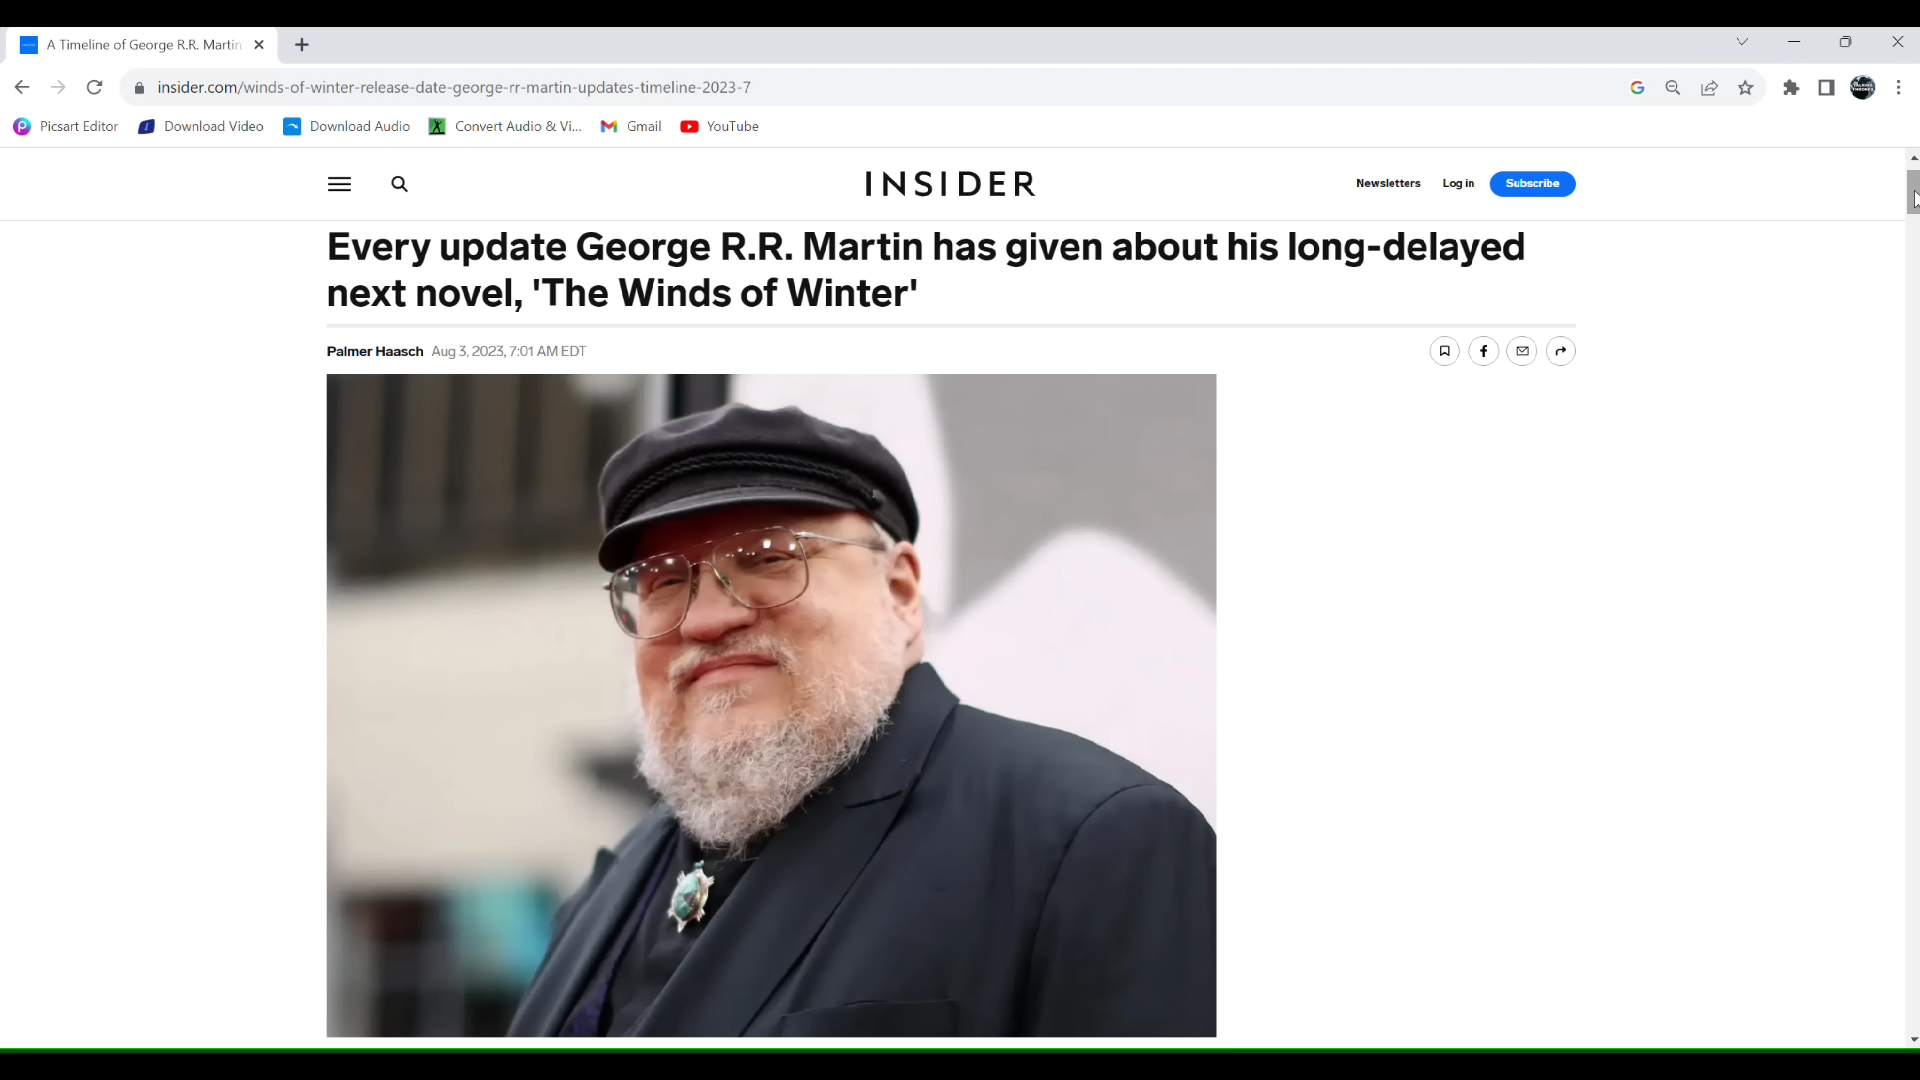 A Timeline of George R.R. Martin
insider.com/winds-of-winter-release-date-george-rr-martin-updates-timeline-2023-7
Picsart Editor Download Video Download Audio Convert Audio & Vi... Gmail YouTube
INSIDER
Newsletters Log in Subscribe
Every update George R.R. Martin has given about his long-delayed
next novel, 'The Winds of Winter'
Palmer Haasch Aug 3, 2023, 7:01 AM EDT